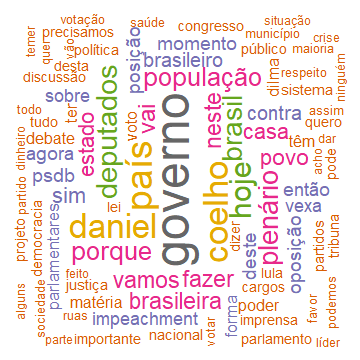 votação
saúde
congresso
situação
terner
quer
precisamos
município
vão
política
posição
momento
público
maioria
crise
desta
brasileiro
dilma
respeito
ninguém
discussão
ter
população
sistema
todo
sobre
deputados
voto
vai
neste
brasil
contra
assim
tudo
estado
país
governo
casa
quero
debate
têm
dar
agora
coelho
hoje
povo
acho
pode
dinheiro
partido
projeto
psdb
sim
lei
plenário
então
democracia
parlamentares
daniel
dizer
deste
oposição
vexa
partidos
tribuna
porque
feito
justiça
vamos
fazer
lula
cargos
favor
podemos
alguns
sociedade
matéria
brasileira
forma
poder
ruas
impeachment
votar
imprensa
parte
importante
nacional
parlamento
líder